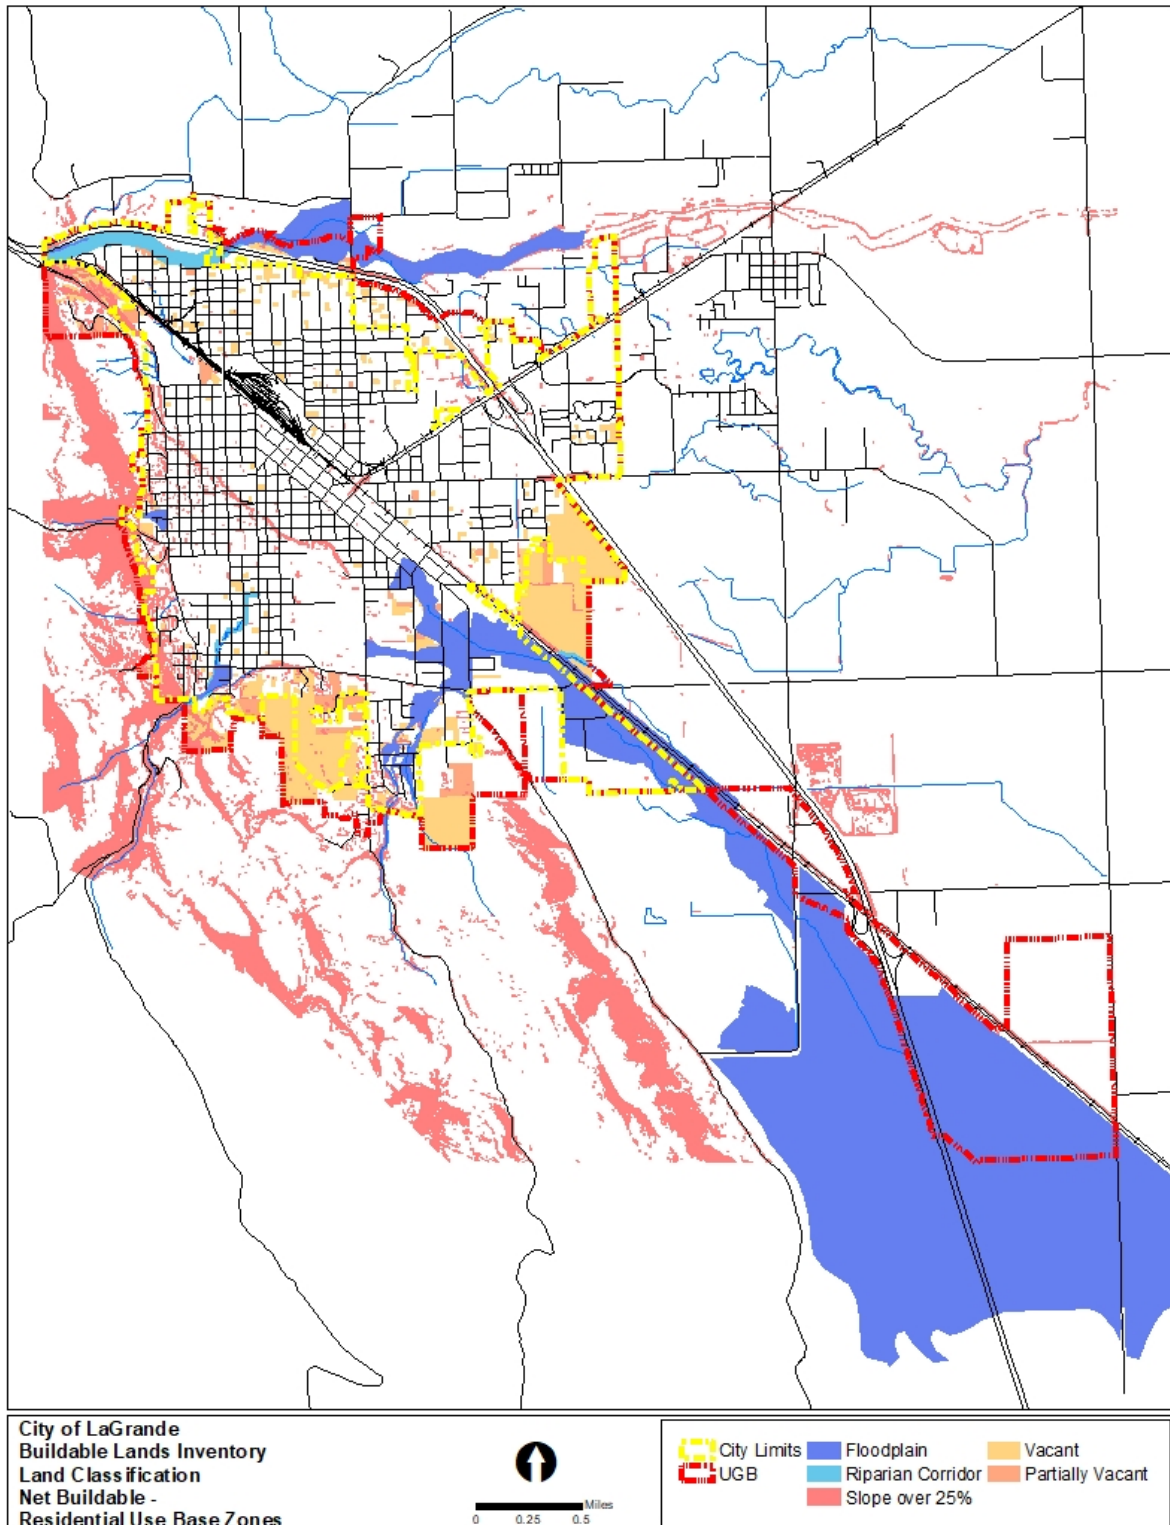 City of LaGrande
Buildable Lands Inventory
Land Classification
Net Buildable -
Residential Use Base Zones
Miles
0 0.25 0.5
City Limits
UGB
Floodplain
Riparian Corridor
Slope over 25%
Vacant
Partially Vacant